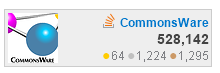 CommonsWare
COMMONSWARE
528,142
64 1,224 1,295